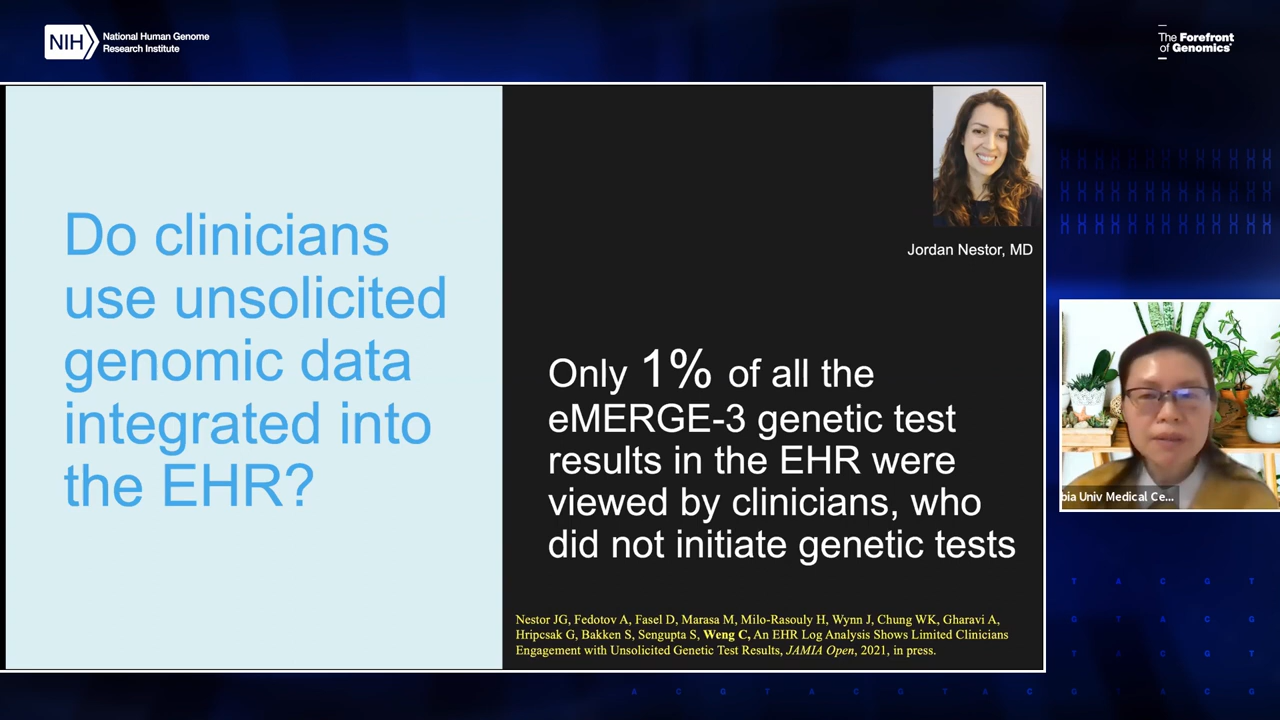 NIH
National Human Genome
Research Institute
The Forefront
of Genomics
Do clinicians
use unsolicited
genomic data
integrated into
the EHR?
Jordan Nestor, MD
Only 1% of all the
eMERGE-3 genetic test
results in the EHR were
viewed by clinicians, who
did not initiate genetic tests
Nestor JG, Fedotov A, Fasel D, Marasa M, Milo-Rasouly H, Wynn J, Chung WK, Gharavi A,
Hripcsak G, Bakken S, Sengupta S, Weng C, An EHR Log Analysis Shows Limited Clinicians
Engagement with Unsolicited Genetic Test Results, JAMIA Open, 2021, in press.
bia Univ Medical Ce...
T A C G T